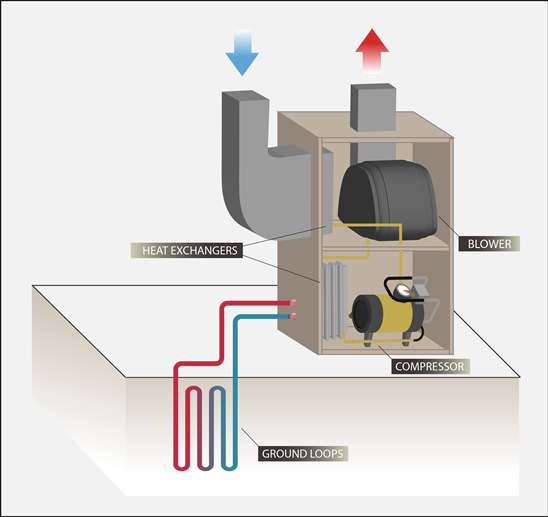 HEAT EXCHANGERS
BLOWER
COMPRESSOR
GROUND LOOPS